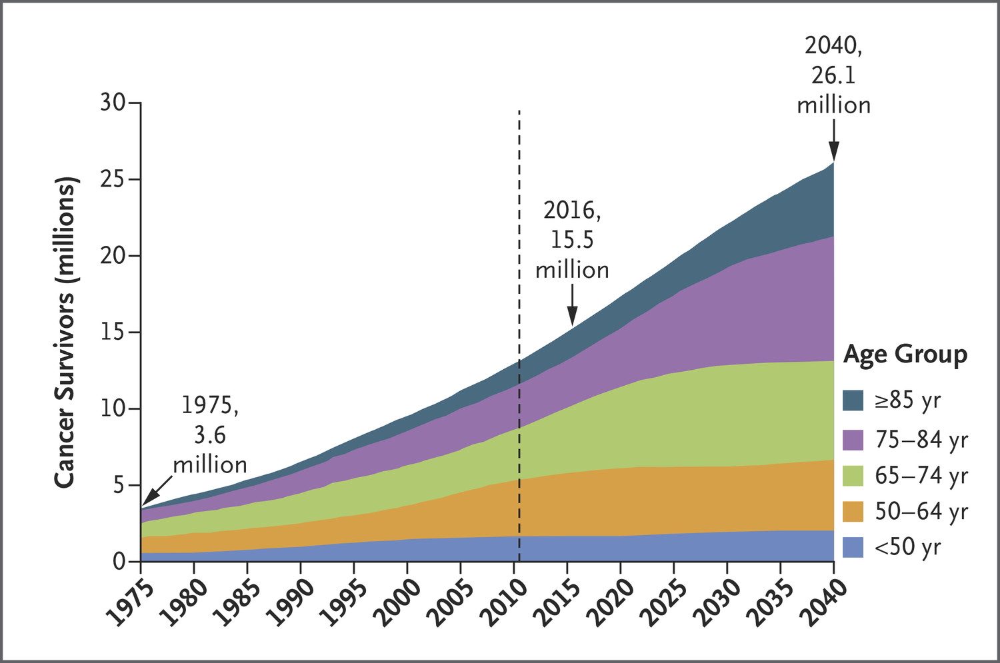 2040,
26.1
million
30
25
20
15
10
5
0
Cancer Survivors (millions)
2016,
15.5
million
1975,
3.6
million
Age Group
≥85 yr
75–84 yr
65–74 yr
50–64 yr
<50 yr
1975
1980
1985
1990
1995
2000
2005
2010
2015
2020
2025
2030
2035
2040